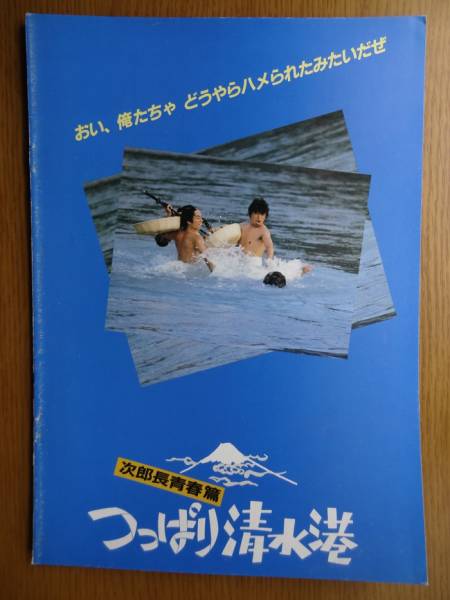 おい、俺たちゃ どうやらハメられたみたいだぜ
次郎長青春篇
つっぱり清水港